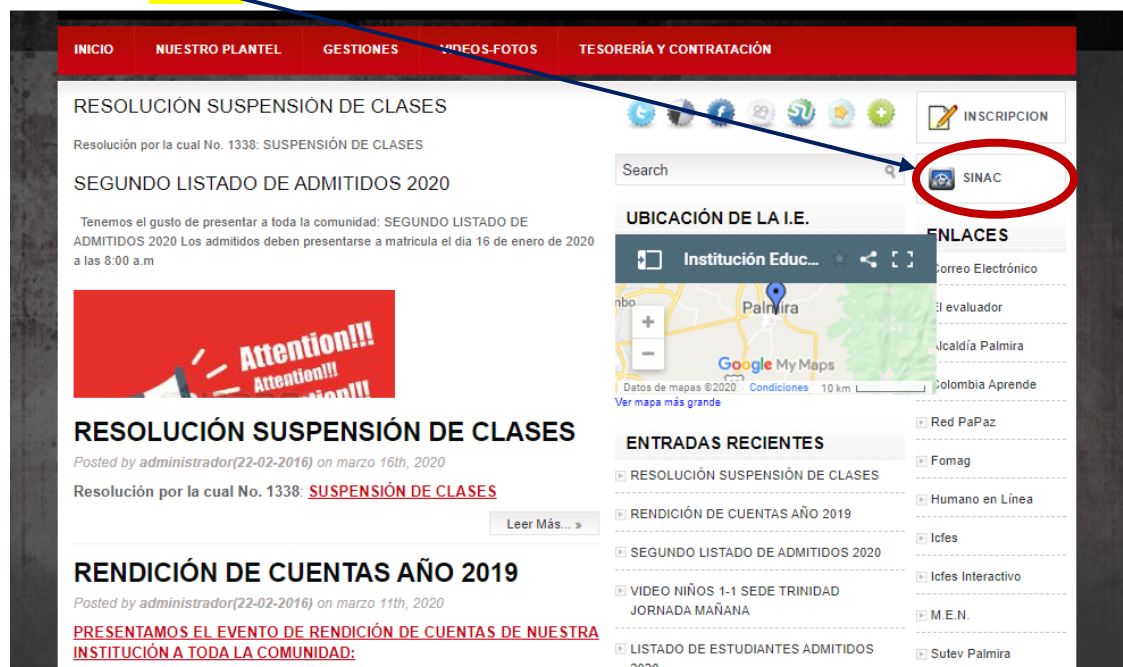 INICIO NUESTRO PLANTEL GESTIONES VIDEOS-FOTOS TESORERÍA Y CONTRATACIÓN
RESOLUCIÓN SUSPENSIÓN DE CLASES
Resolución por la cual No. 1338: SUSPENSIÓN DE CLASES
SEGUNDO LISTADO DE ADMITIDOS 2020
Tenemos el gusto de presentar a toda la comunidad: SEGUNDO LISTADO DE
ADMITIDOS 2020 Los admitidos deben presentarse a matricula el dia 16 de enero de 2020
a las 8:00 a.m
Attention!!!
Attention!!!
Attention!!!
RESOLUCIÓN SUSPENSIÓN DE CLASES
Posted by administrador(22-02-2016) on marzo 16th, 2020
Resolución por la cual No. 1338: SUSPENSIÓN DE CLASES
Leer Más... »
RENDICIÓN DE CUENTAS AÑO 2019
Posted by administrador(22-02-2016) on marzo 11th, 2020
PRESENTAMOS EL EVENTO DE RENDICIÓN DE CUENTAS DE NUESTRA
INSTITUCIÓN A TODA LA COMUNIDAD:
Search
UBICACIÓN DE LA I.E.
Institución Educ...
Palmira
Google My Maps
Datos de mapas ©2020 Condiciones 10 km
Ver mapa más grande
ENTRADAS RECIENTES
RESOLUCIÓN SUSPENSIÓN DE CLASES
RENDICIÓN DE CUENTAS AÑO 2019
SEGUNDO LISTADO DE ADMITIDOS 2020
VIDEO NIÑOS 1-1 SEDE TRINIDAD
JORNADA MAÑANA
LISTADO DE ESTUDIANTES ADMITIDOS
2020
INSCRIPCION
SINAC
ENLACES
Correo Electrónico
El evaluador
Alcaldía Palmira
Colombia Aprende
Red PaPaz
Fomag
Humano en Línea
Icfes
Icfes Interactivo
M.E.N.
Sutev Palmira